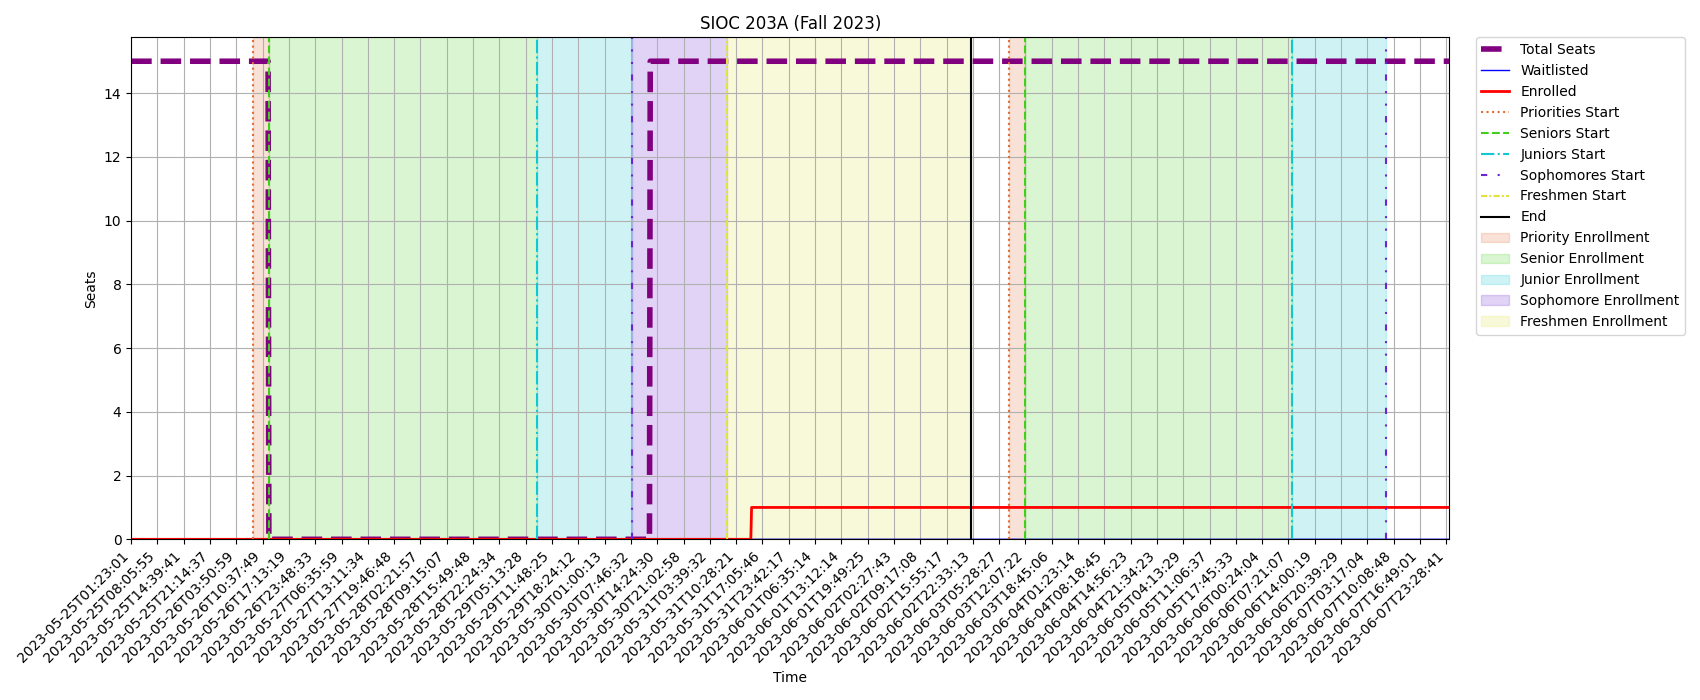 SIOC 203A (Fall 2023)
Seats
14
12
10
8
6
4
2
0
2023-05-25T01:23:01
2023-05-25T08:05:55
2023-05-25T14:39:41
2023-05-25T21:14:37
2023-05-26T03:50:59
2023-05-26T10:37:49
2023-05-26T17:13:19
2023-05-26T23:48:33
2023-05-27T06:35:59
2023-05-27T13:11:34
2023-05-27T19:46:48
2023-05-28T02:21:57
2023-05-28T09:15:07
2023-05-28T15:49:48
2023-05-28T22:24:34
2023-05-29T05:13:28
2023-05-29T11:48:25
2023-05-29T18:24:12
2023-05-30T01:00:13
2023-05-30T07:46:32
2023-05-30T14:24:30
2023-05-30T21:02:58
2023-05-31T03:39:32
2023-05-31T10:28:21
2023-05-31T17:05:46
2023-05-31T23:42:17
2023-06-01T06:35:14
2023-06-01T13:12:14
2023-06-01T19:49:25
2023-06-02T02:27:43
2023-06-02T09:17:08
2023-06-02T15:55:17
2023-06-02T22:33:13
2023-06-03T05:28:27
2023-06-03T12:07:22
2023-06-03T18:45:06
2023-06-04T01:23:14
2023-06-04T08:18:45
2023-06-04T14:56:23
2023-06-04T21:34:23
2023-06-05T04:13:29
2023-06-05T11:06:37
2023-06-05T17:45:33
2023-06-06T00:24:04
2023-06-06T07:21:07
2023-06-06T14:00:19
2023-06-06T20:39:29
2023-06-07T03:17:04
2023-06-07T10:08:48
2023-06-07T16:49:01
2023-06-07T23:28:41
Time
Total Seats
Waitlisted
Enrolled
Priorities Start
Seniors Start
Juniors Start
Sophomores Start
Freshmen Start
End
Priority Enrollment
Senior Enrollment
Junior Enrollment
Sophomore Enrollment
Freshmen Enrollment